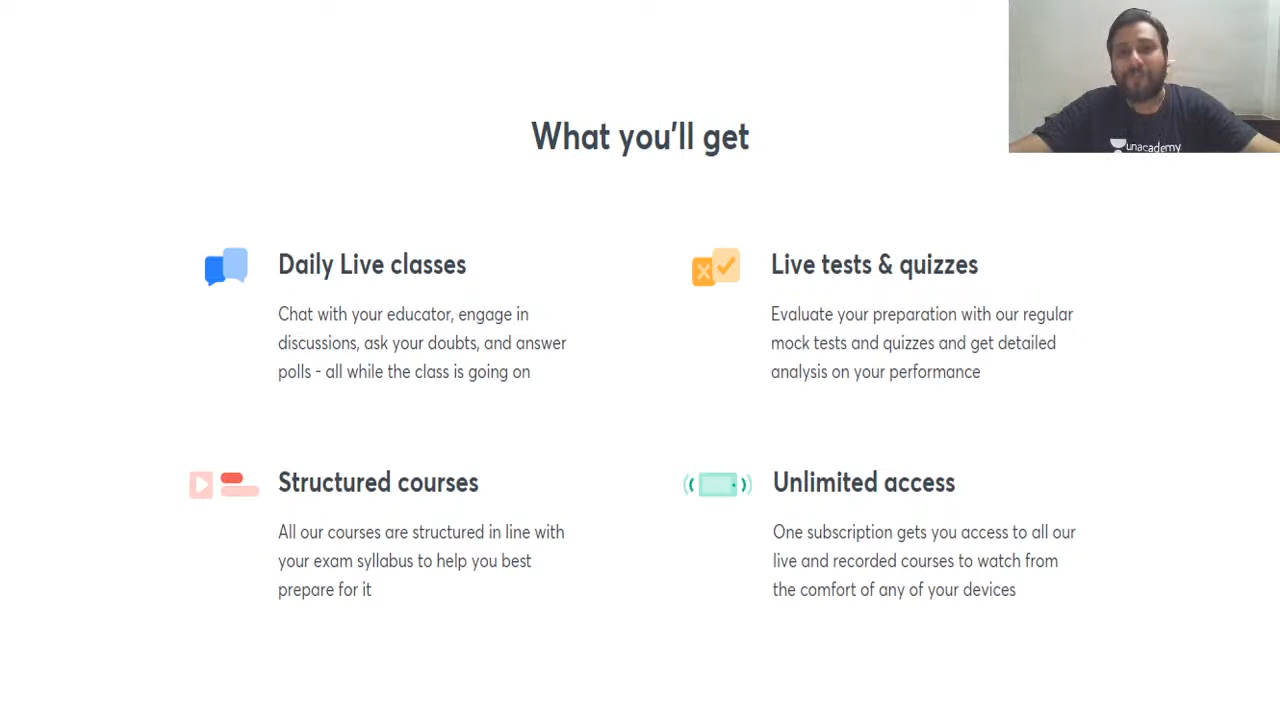 unacademy
What you'll get
Daily Live classes
Chat with your educator, engage in
discussions, ask your doubts, and answer
polls - all while the class is going on
Live tests & quizzes
Evaluate your preparation with our regular
mock tests and quizzes and get detailed
analysis on your performance
Structured courses
All our courses are structured in line with
your exam syllabus to help you best
prepare for it
Unlimited access
One subscription gets you access to all our
live and recorded courses to watch from
the comfort of any of your devices